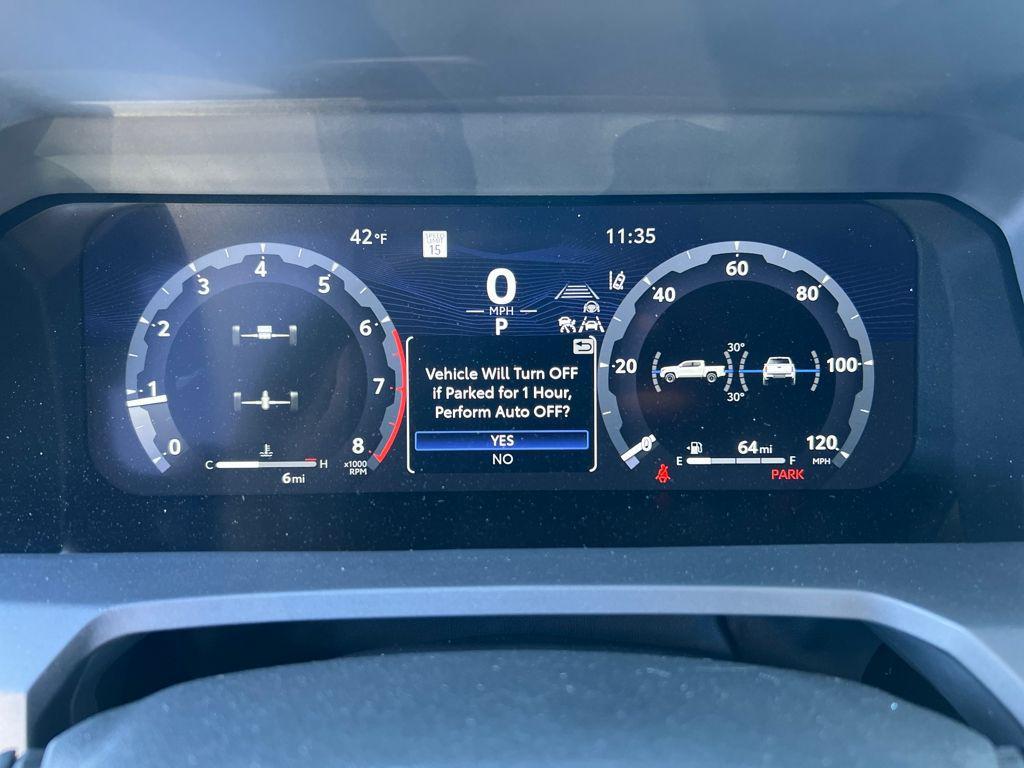 42°F
SPEED
LIMIT
15
11:35
0
MPH
P
0
1
2
3
4
5
6
7
8
x1000
RPM
C
H
6mi
Vehicle Will Turn OFF
if Parked for 1 Hour,
Perform Auto OFF?
YES
NO
0
20
40
60
80
100
120
MPH
30°
30°
E
64mi
F
PARK